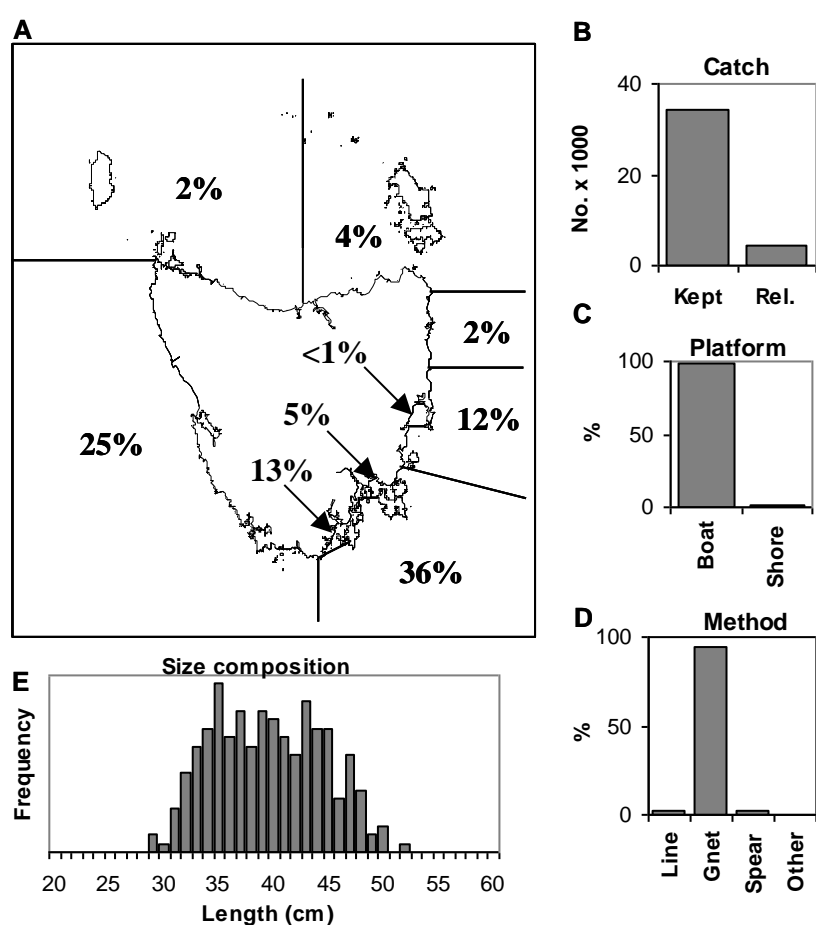 A
2%
4%
2%
<1%
12%
5%
25%
13%
36%
B
Catch
No. x 1000
40
20
0
Kept Rel.
C
Platform
%
100
50
0
Boat Shore
D
Method
%
100
50
0
Line Gnet Spear Other
E
Size composition
Frequency
20 25 30 35 40 45 50 55 60
Length (cm)